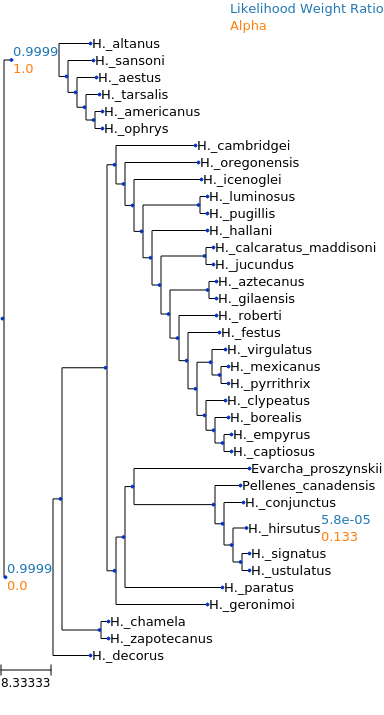 Likelihood Weight Ratio
Alpha
H._altanus
0.9999
H._sansoni
1.0
H._aestus
H._tarsalis
H._americanus
H._ophrys
H._cambridgei
H._oregonensis
H._icenoglei
H._luminosus
H._pugillis
H._hallani
H._calcaratus_maddisoni
H._jucundus
H._aztecanus
H._gilaensis
H._roberti
H._festus
H._virgulatus
H._mexicanus
H._pyrrithrix
H._clypeatus
H._borealis
H._empyrus
H._captiosus
Evarcha_proszynskii
Pellenes_canadensis
H._conjunctus
H._hirsutus 5.8e-05
0.133
H._signatus
0.9999
H._ustulatus
0.0
H._paratus
H._geronimoi
H._chamela
H._zapotecanus
H._decorus
8.33333